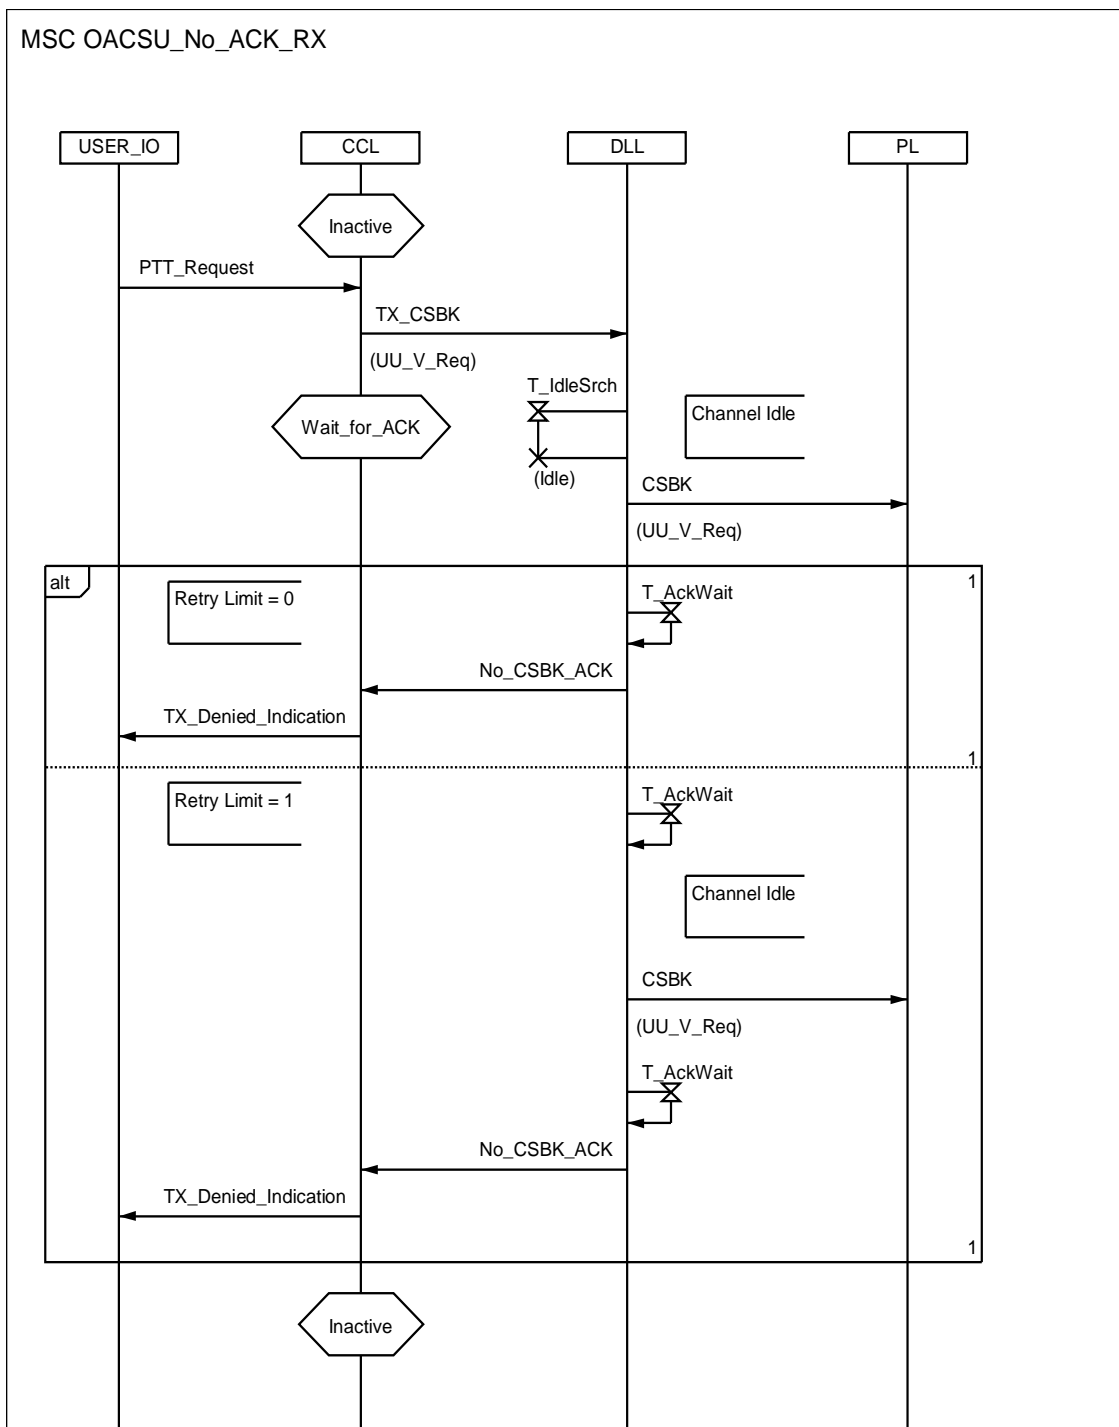 MSC OACSU_No_ACK_RX
USER_IO
CCL
DLL
PL
Inactive
PTT_Request
TX_CSBK
(UU_V_Req)
T_IdleSrch
Channel Idle
Wait_for_ACK
(Idle)
CSBK
(UU_V_Req)
alt
1
Retry Limit = 0
T_AckWait
No_CSBK_ACK
TX_Denied_Indication
1
Retry Limit = 1
T_AckWait
Channel Idle
CSBK
(UU_V_Req)
T_AckWait
No_CSBK_ACK
TX_Denied_Indication
1
Inactive